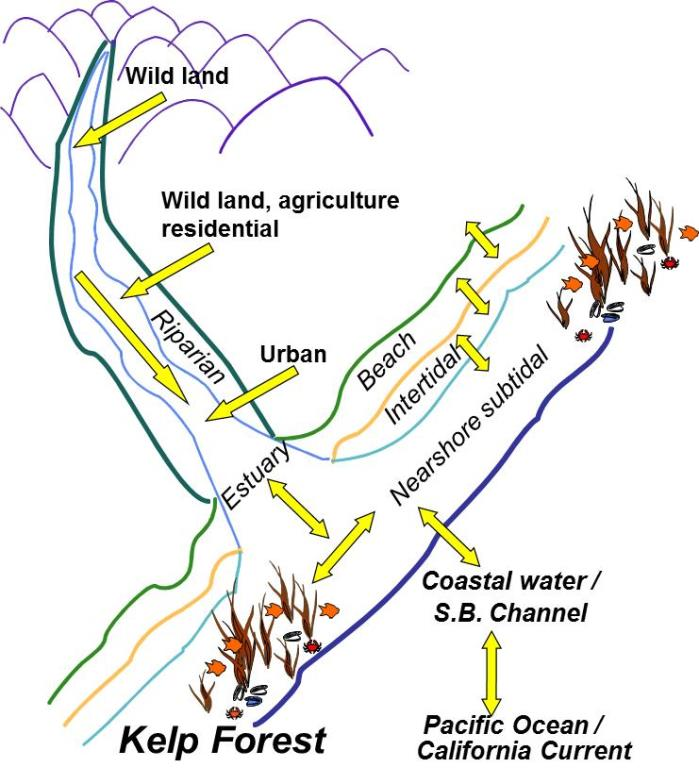 Wild land
Wild land, agriculture
residential
Riparian
Urban
Beach
Intertidal
Nearshore subtidal
Estuary
Coastal water /
S.B. Channel
Kelp Forest
Pacific Ocean /
California Current